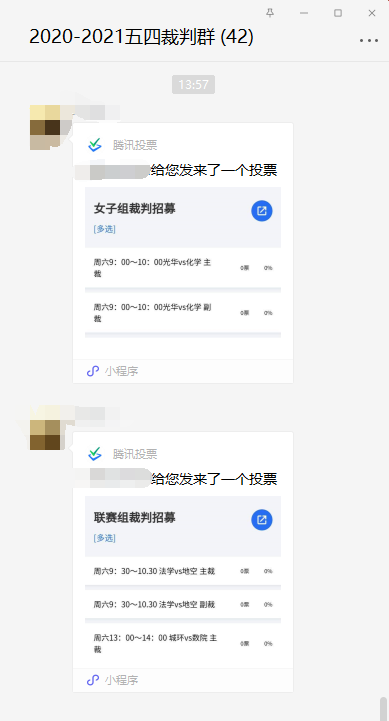 2020-2021五四裁判群 (42)
13:57
腾讯投票
给您发来了一个投票
女子组裁判招募
[多选]
周六9：00～10：00光华vs化学 主
裁
0票
0%
周六9：00～10：00光华vs化学 副
裁
0票
0%
小程序
腾讯投票
给您发来了一个投票
联赛组裁判招募
[多选]
周六9：30～10.30 法学vs地空 主裁
0票
0%
周六9：30～10.30 法学vs地空 副裁
0票
0%
周六13：00～14：00 城环vs数院 主
裁
0票
0%
小程序